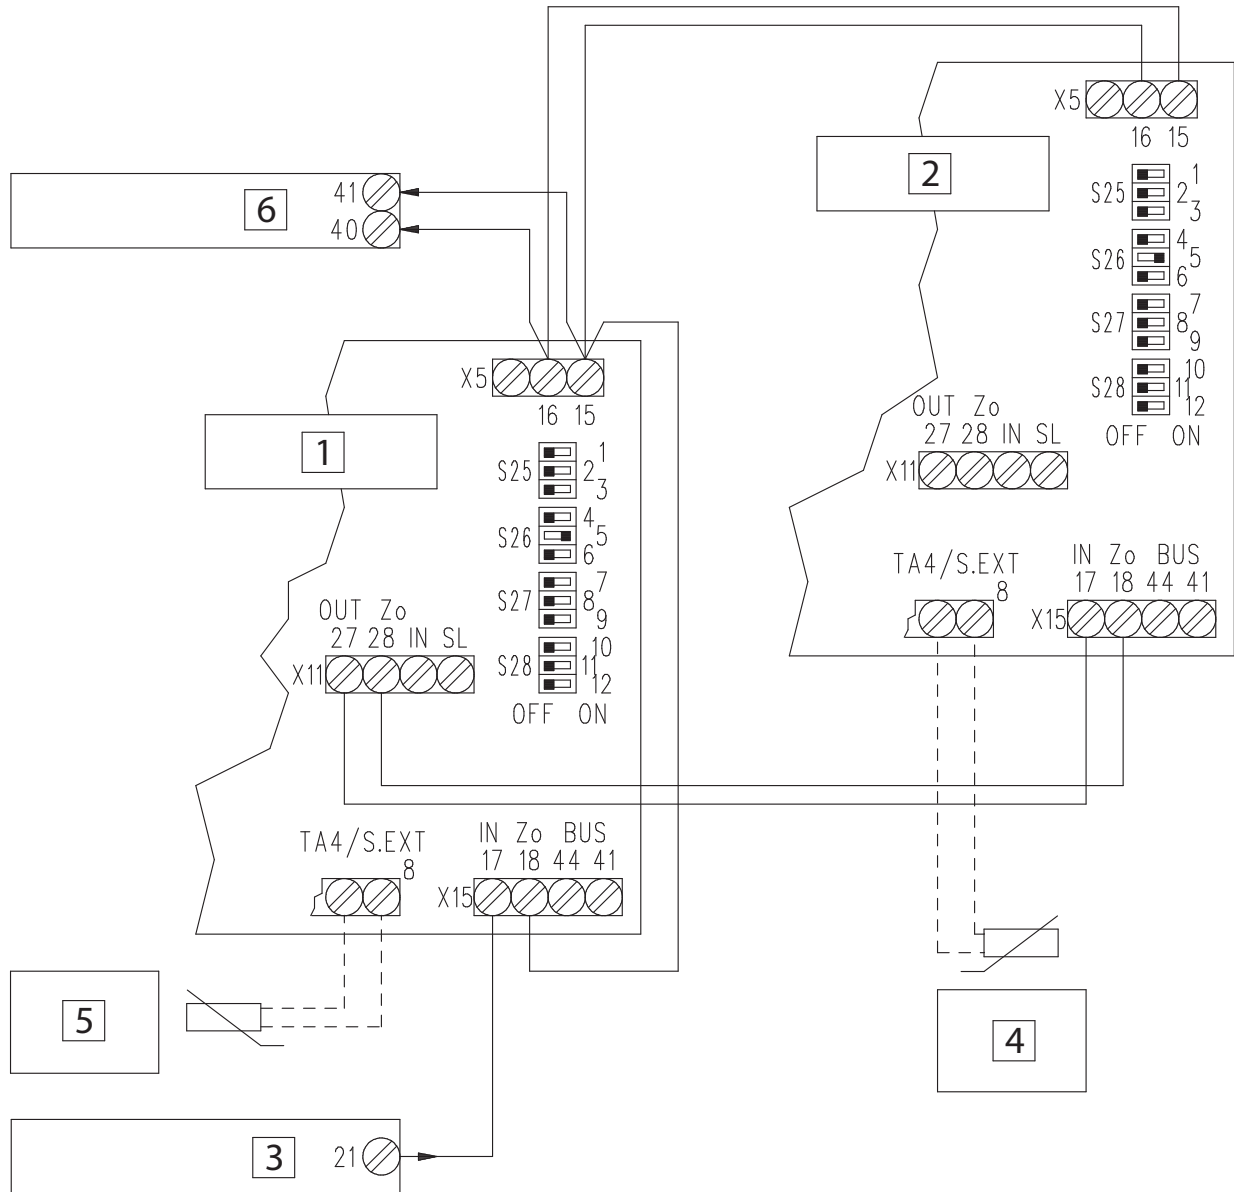 X5
16 15
2
S25 1 2 3
S26 4 5 6
S27 7 8 9
S28 10 11 12
OFF ON
OUT Zo
27 28 IN SL
X11
TA4/S.EXT
8
IN Zo BUS
17 18 44 41
X15
6
41
40
X5
16 15
1
S25 1 2 3
S26 4 5 6
S27 7 8 9
S28 10 11 12
OFF ON
OUT Zo
27 28 IN SL
X11
TA4/S.EXT
8
IN Zo BUS
17 18 44 41
X15
5
4
3
21